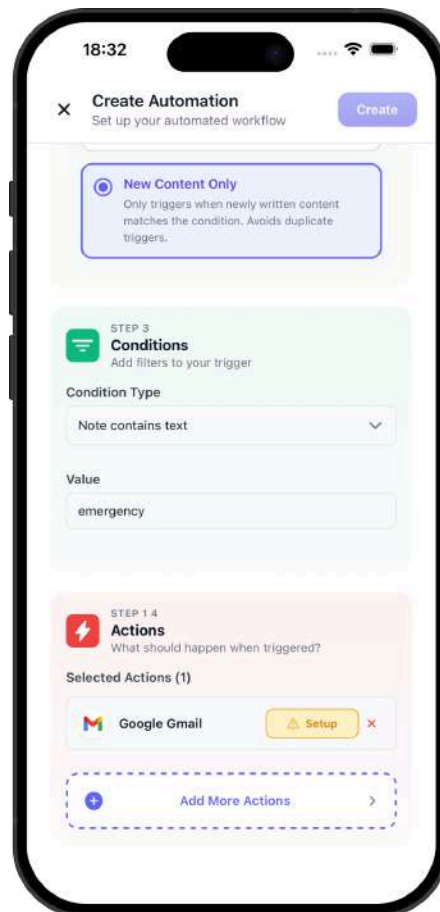 18:32
Create Automation
Set up your automated workflow
Create
New Content Only
Only triggers when newly written content
matches the condition. Avoids duplicate
triggers.
STEP 3
Conditions
Add filters to your trigger
Condition Type
Note contains text
Value
emergency
STEP 1 4
Actions
What should happen when triggered?
Selected Actions (1)
Google Gmail
Setup
Add More Actions